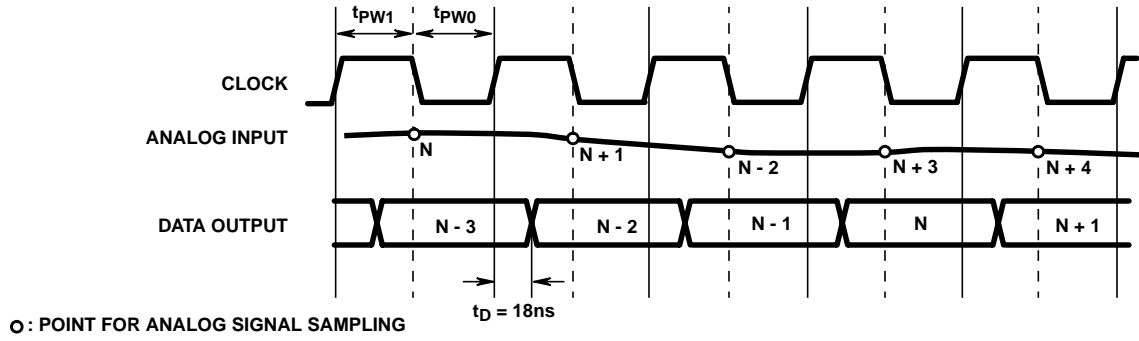 tPW1 tPW0
CLOCK
ANALOG INPUT
N N + 1 N - 2 N + 3 N + 4
DATA OUTPUT N - 3 N - 2 N - 1 N N + 1
tD = 18ns
: POINT FOR ANALOG SIGNAL SAMPLING